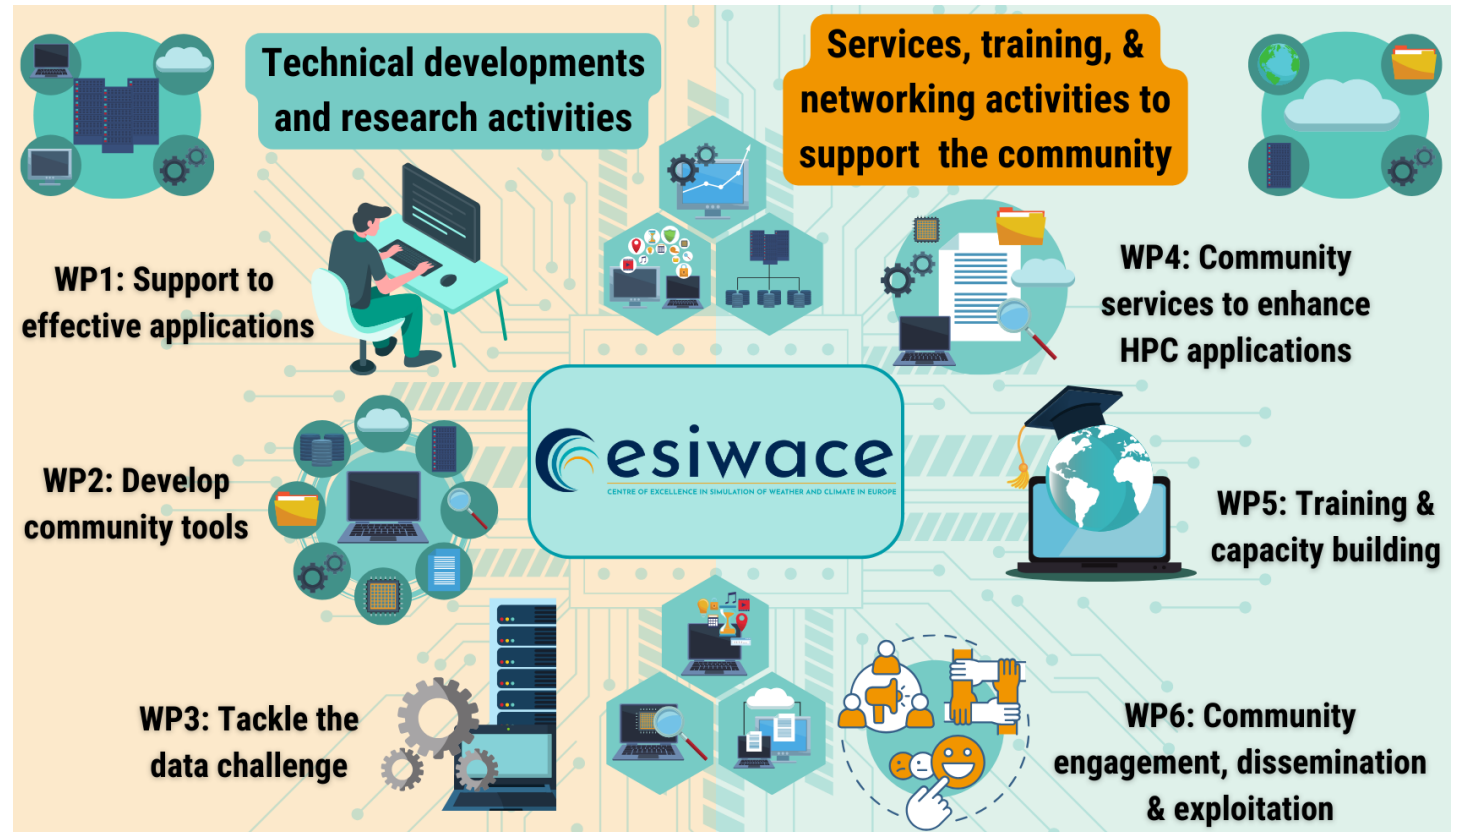 Technical developments
and research activities
Services, training, &
networking activities to
support the community
WP1: Support to
effective applications
WP2: Develop
community tools
WP3: Tackle the
data challenge
esiwace
CENTRE OF EXCELLENCE IN SIMULATION OF WEATHER AND CLIMATE IN EUROPE
WP4: Community
services to enhance
HPC applications
WP5: Training &
capacity building
WP6: Community
engagement, dissemination
& exploitation